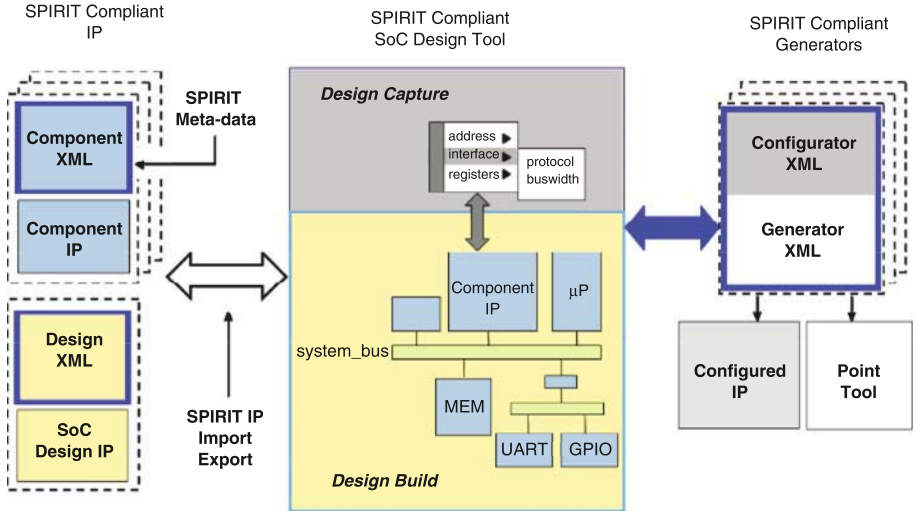 SPIRIT Compliant
IP
SPIRIT Compliant
SoC Design Tool
SPIRIT Compliant
Generators
SPIRIT
Meta-data
Component
XML
Component
IP
Design
XML
SoC
Design IP
SPIRIT IP
Import
Export
Design Capture
address
interface
registers
protocol
buswidth
Component
IP
µP
system_bus
MEM
UART
GPIO
Design Build
Configurator
XML
Generator
XML
Configured
IP
Point
Tool